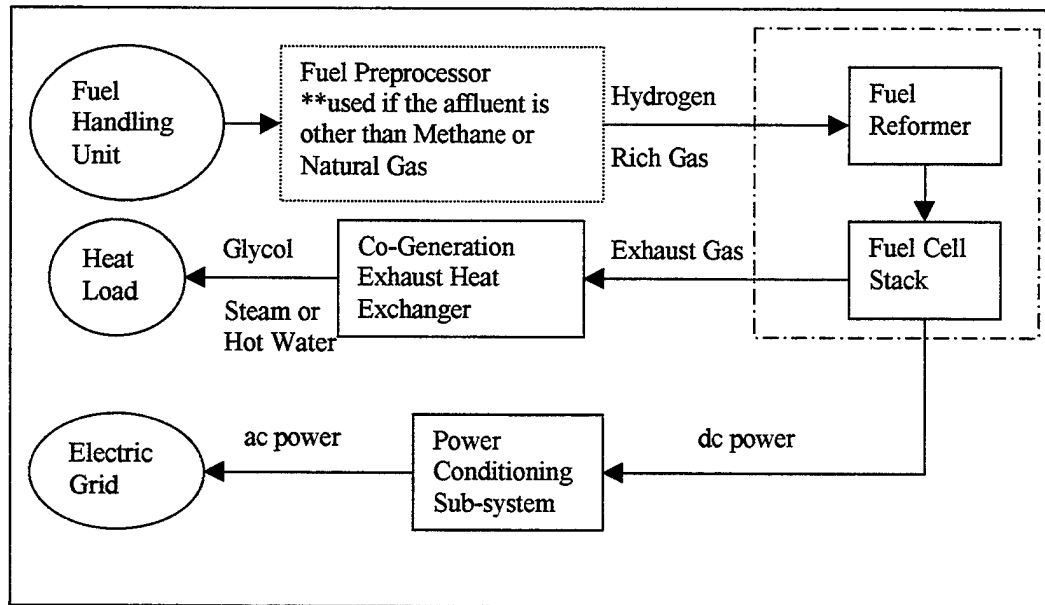 Fuel
Handling
Unit
Fuel Preprocessor
**used if the affluent is
other than Methane or
Natural Gas
Hydrogen
Rich Gas
Fuel
Reformer
Heat
Load
Glycol
Steam or
Hot Water
Co-Generation
Exhaust Heat
Exchanger
Exhaust Gas
Fuel Cell
Stack
Electric
Grid
ac power
Power
Conditioning
Sub-system
dc power